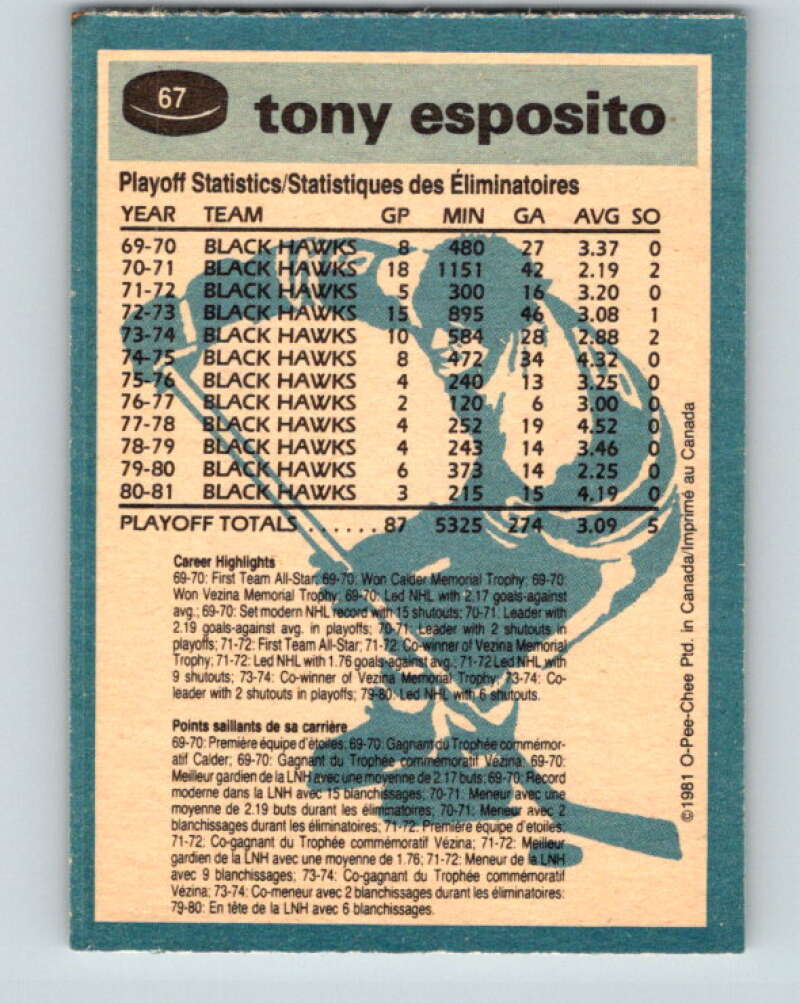 67
tony esposito
Playoff Statistics/Statistiques des Éliminatoires
YEAR TEAM GP MIN GA AVG SO
69-70 BLACK HAWKS 8 480 27 3.37 0
70-71 BLACK HAWKS 18 1151 42 2.19 2
71-72 BLACK HAWKS 5 300 16 3.20 0
72-73 BLACK HAWKS 15 895 46 3.08 1
73-74 BLACK HAWKS 10 584 28 2.88 2
74-75 BLACK HAWKS 8 472 34 4.32 0
75-76 BLACK HAWKS 4 240 13 3.25 0
76-77 BLACK HAWKS 2 120 6 3.00 0
77-78 BLACK HAWKS 4 252 19 4.52 0
78-79 BLACK HAWKS 4 243 14 3.46 0
79-80 BLACK HAWKS 6 373 14 2.25 0
80-81 BLACK HAWKS 3 215 15 4.19 0
PLAYOFF TOTALS ...... 87 5325 274 3.09 5
Career Highlights
69-70: First Team All-Star; 69-70: Won Calder Memorial Trophy; 69-70:
Won Vezina Memorial Trophy; 69-70: Led NHL with 2.17 goals-against
avg.; 69-70: Set modern NHL record with 15 shutouts; 70-71: Leader with
2.19 goals-against avg. in playoffs; 70-71: Leader with 2 shutouts in
playoffs; 71-72: First Team All-Star; 71-72: Co-winner of Vezina Memorial
Trophy; 71-72: Led NHL with 1.76 goals-against avg.; 71-72 Led NHL with
9 shutouts; 73-74: Co-winner of Vezina Memorial Trophy; 73-74: Co-
leader with 2 shutouts in playoffs; 79-80: Led NHL with 6 shutouts.
Points saillants de sa carrière
69-70: Première équipe d'étoiles; 69-70: Gagnant du Trophée commémor-
atif Calder; 69-70: Gagnant du Trophée commémoratif Vézina; 69-70:
Meilleur gardien de la LNH avec une moyenne de 2.17 buts; 69-70: Record
moderne dans la LNH avec 15 blanchissages; 70-71: Meneur avec une
moyenne de 2.19 buts durant les éliminatoires; 70-71: Meneur avec 2
blanchissages durant les éliminatoires; 71-72: Première équipe d'etoiles;
71-72: Co-gagnant du Trophée commémoratif Vézina; 71-72: Meilleur
gardien de la LNH avec une moyenne de 1.76; 71-72: Meneur de la LNH
avec 9 blanchissages; 73-74: Co-gagnant du Trophée commémoratif
Vézina; 73-74: Co-meneur avec 2 blanchissages durant les éliminatoires:
79-80: En tête de la LNH avec 6 blanchissages.
©1981 O-Pee-Chee Ptd. in Canada/Imprimé au Canada